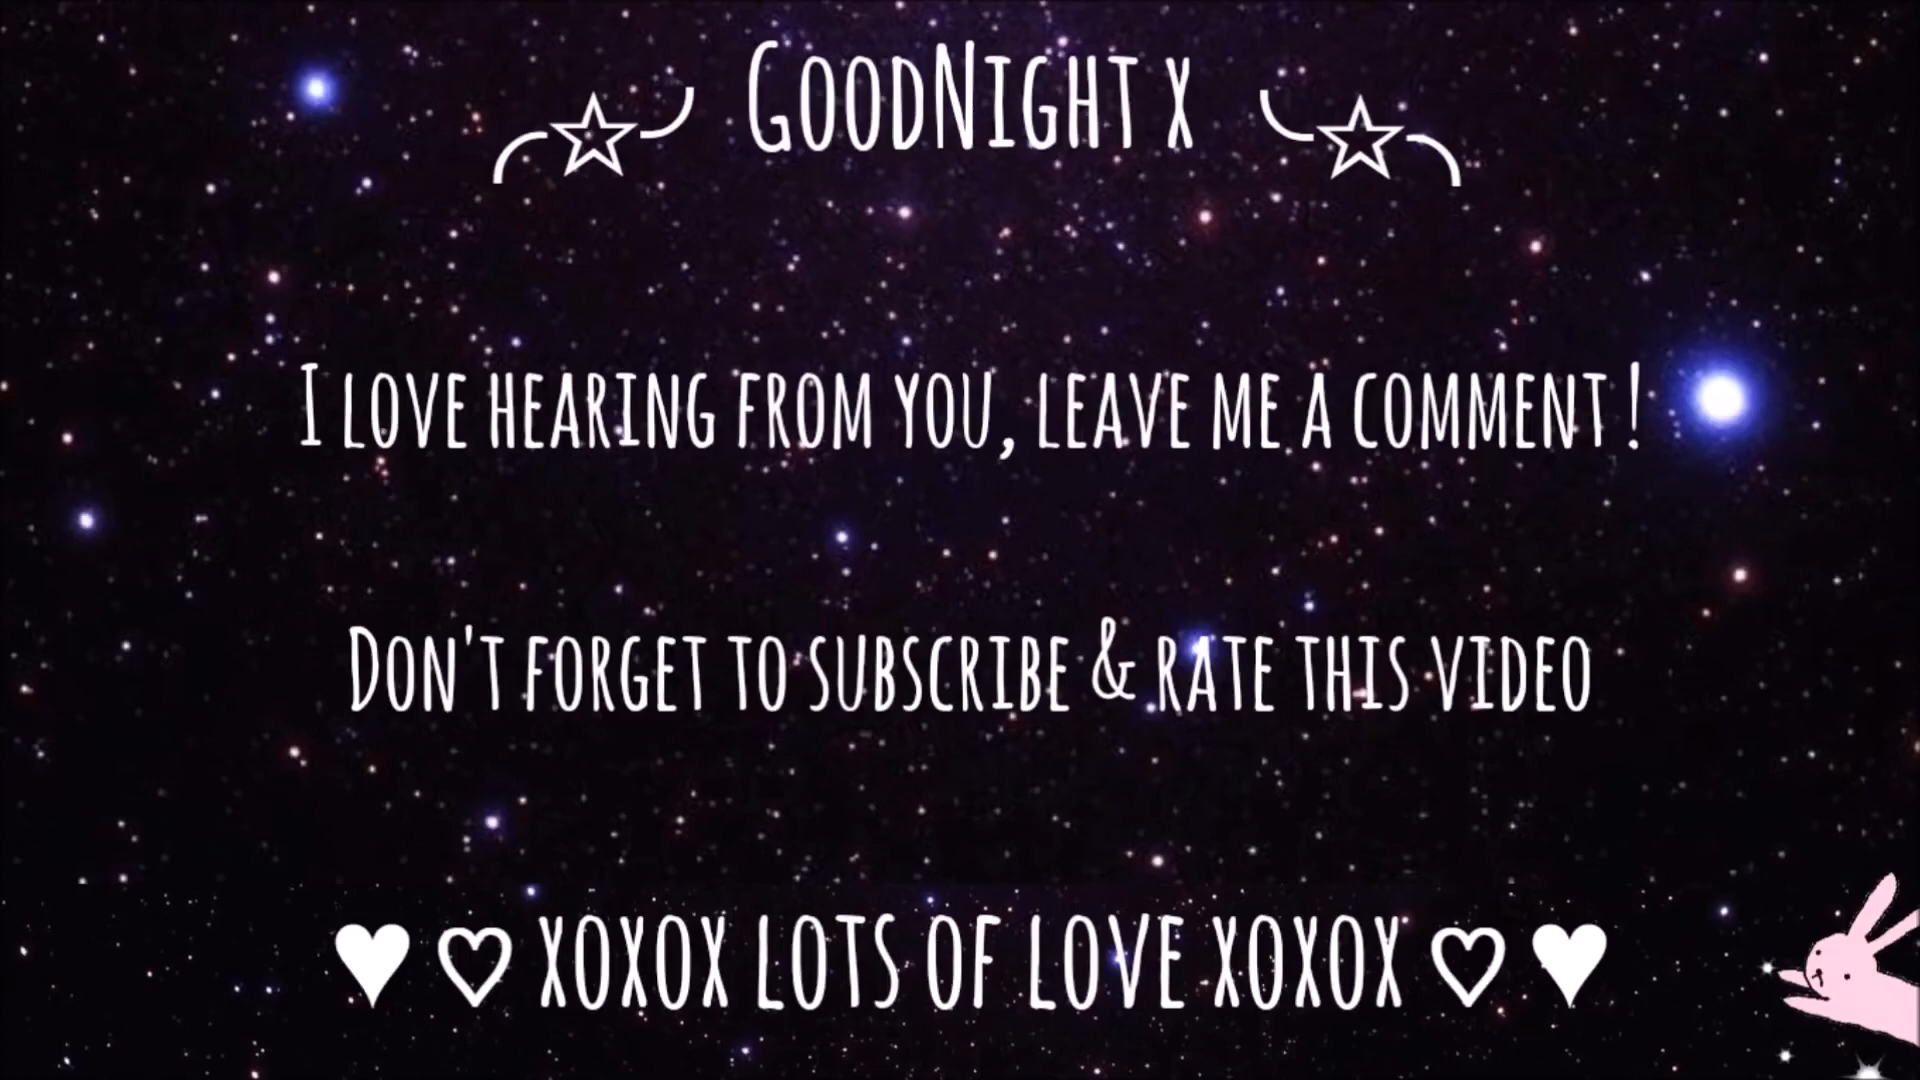 ╭☆╯ GoodNight x ╰☆╮
I love hearing from you, leave me a comment !
Don't forget to subscribe & rate this video
♥ ♡ xoxox lots of love xoxox ♡ ♥